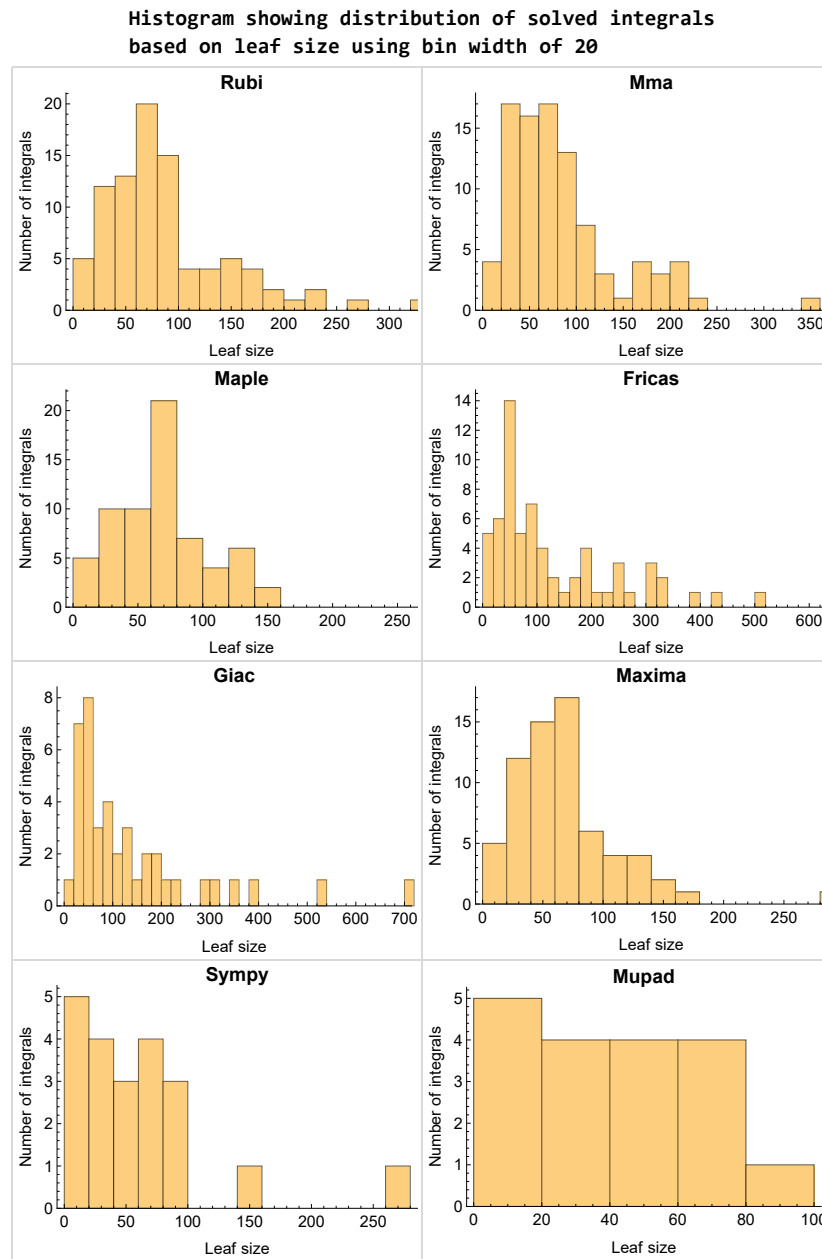 Histogram showing distribution of solved integrals
based on leaf size using bin width of 20
Rubi
Number of integrals
20
15
10
5
0
0 50 100 150 200 250 300
Leaf size
Mma
Number of integrals
15
10
5
0
0 50 100 150 200 250 300 350
Leaf size
Maple
Number of integrals
20
15
10
5
0
0 50 100 150 200 250
Leaf size
Fricas
Number of integrals
14
12
10
8
6
4
2
0
0 100 200 300 400 500 600
Leaf size
Giac
Number of integrals
8
6
4
2
0
0 100 200 300 400 500 600 700
Leaf size
Maxima
Number of integrals
15
10
5
0
0 50 100 150 200 250
Leaf size
Sympy
Number of integrals
5
4
3
2
1
0
0 50 100 150 200 250
Leaf size
Mupad
Number of integrals
5
4
3
2
1
0
0 20 40 60 80 100
Leaf size